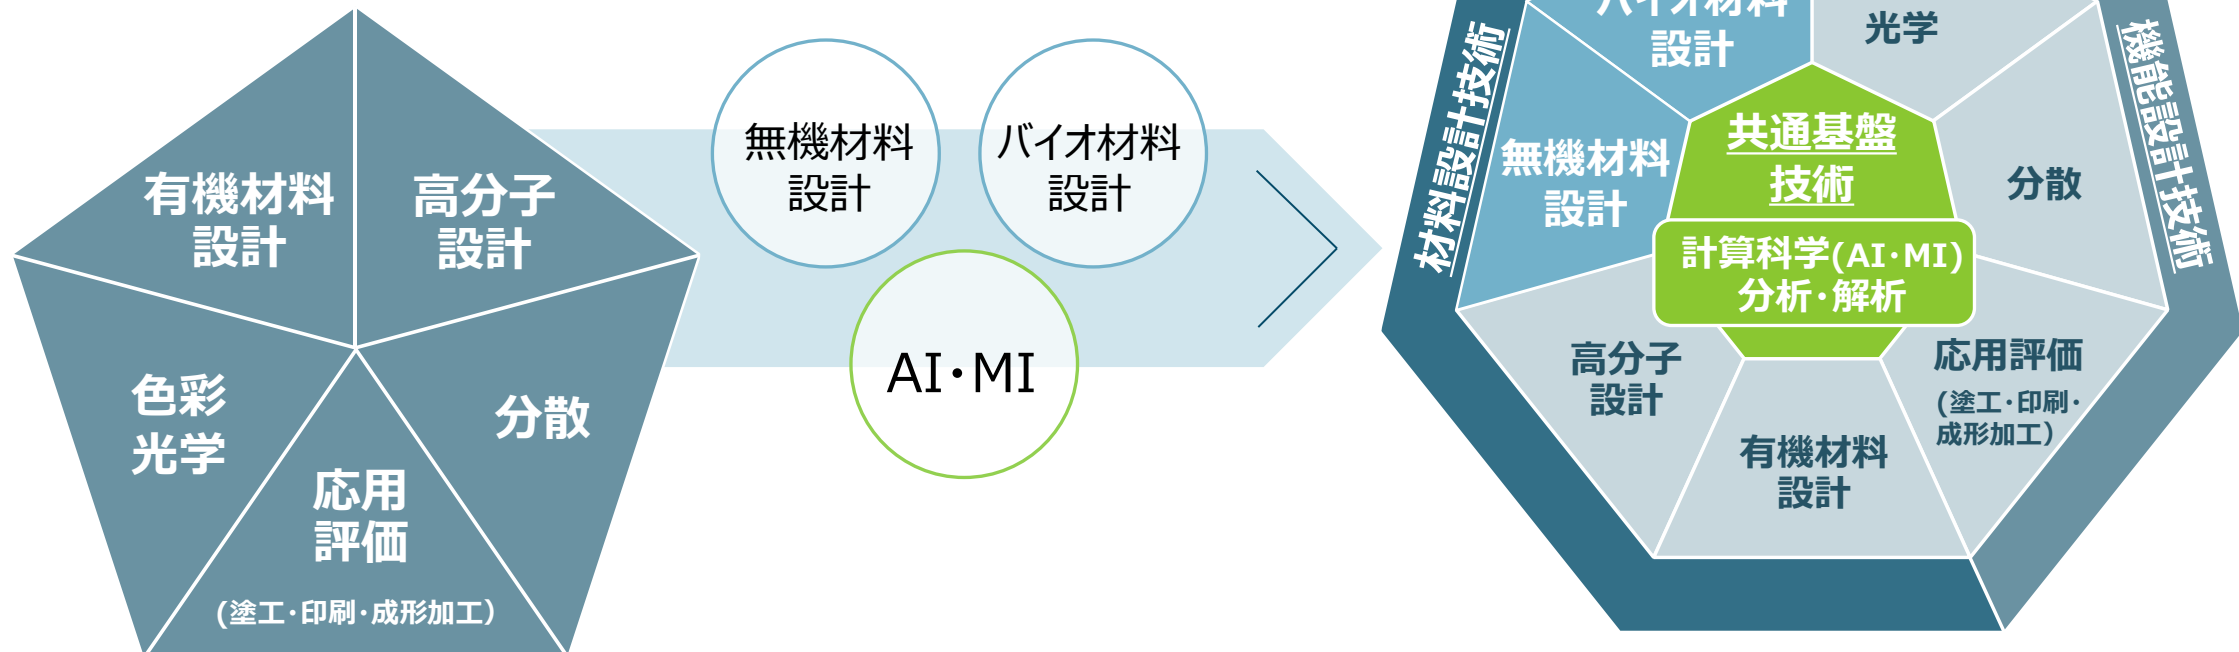 有機材料
設計
高分子
設計
色彩
光学
分散
応用
評価
(塗工・印刷・成形加工）
無機材料
設計
バイオ材料
設計
AI・MI
材料設計技術
機能設計技術
バイオ材料
設計
光学
無機材料
設計
共通基盤
技術
分散
計算科学(AI・MI)
分析・解析
高分子
設計
応用評価
(塗工・印刷・
成形加工）
有機材料
設計